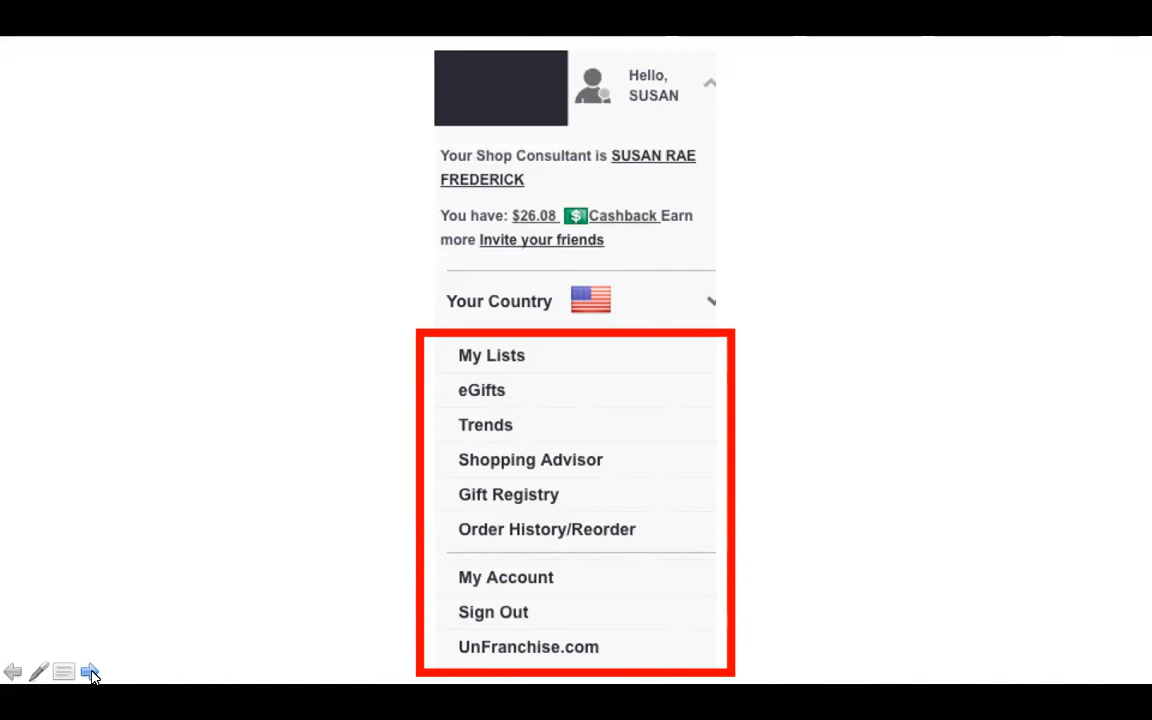 Hello,
SUSAN
Your Shop Consultant is SUSAN RAE
FREDERICK
You have: $26.08 $ Cashback Earn
more Invite your friends
Your Country
My Lists
eGifts
Trends
Shopping Advisor
Gift Registry
Order History/Reorder
My Account
Sign Out
UnFranchise.com